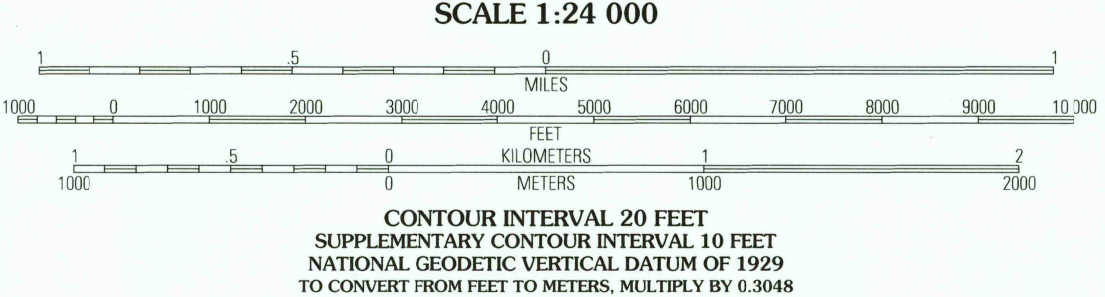 SCALE 1:24 000
1 .5 0 1
MILES
1000 0 1000 2000 3000 4000 5000 6000 7000 8000 9000 10 000
FEET
1 .5 0 KILOMETERS 1 2
1000 0 METERS 1000 2000
CONTOUR INTERVAL 20 FEET
SUPPLEMENTARY CONTOUR INTERVAL 10 FEET
NATIONAL GEODETIC VERTICAL DATUM OF 1929
TO CONVERT FROM FEET TO METERS, MULTIPLY BY 0.3048